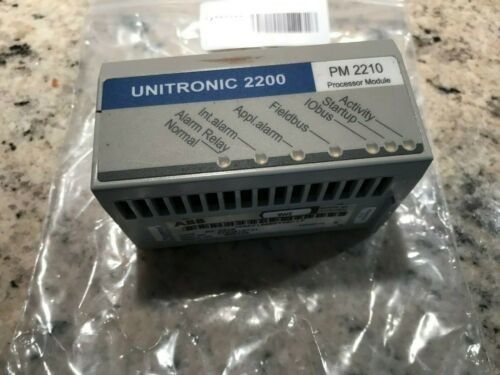 UNITRONIC 2200
PM 2210
Processor Module
Normal
Alarm Relay
Int.alarm
Appl.alarm
Fieldbus
IObus
Startup
Activity
ABB